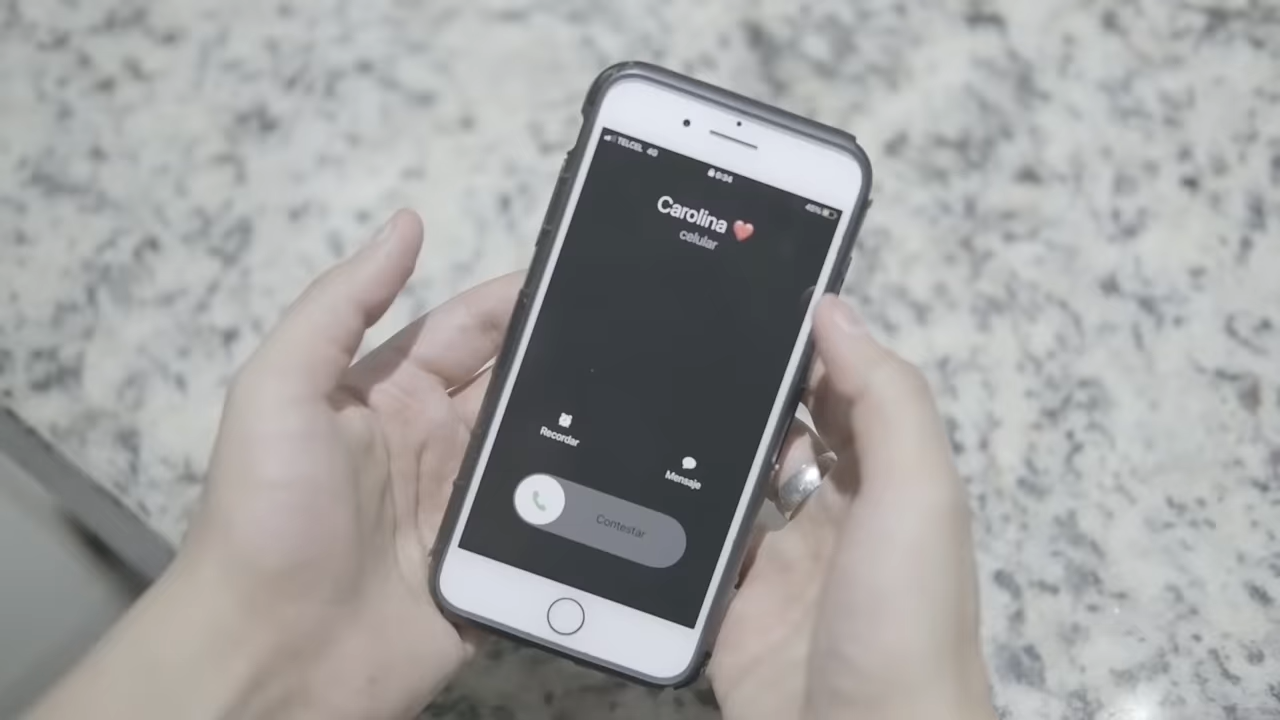 TELCEL 4G
Carolina ❤️
celular
Recordar
Mensaje
Contestar